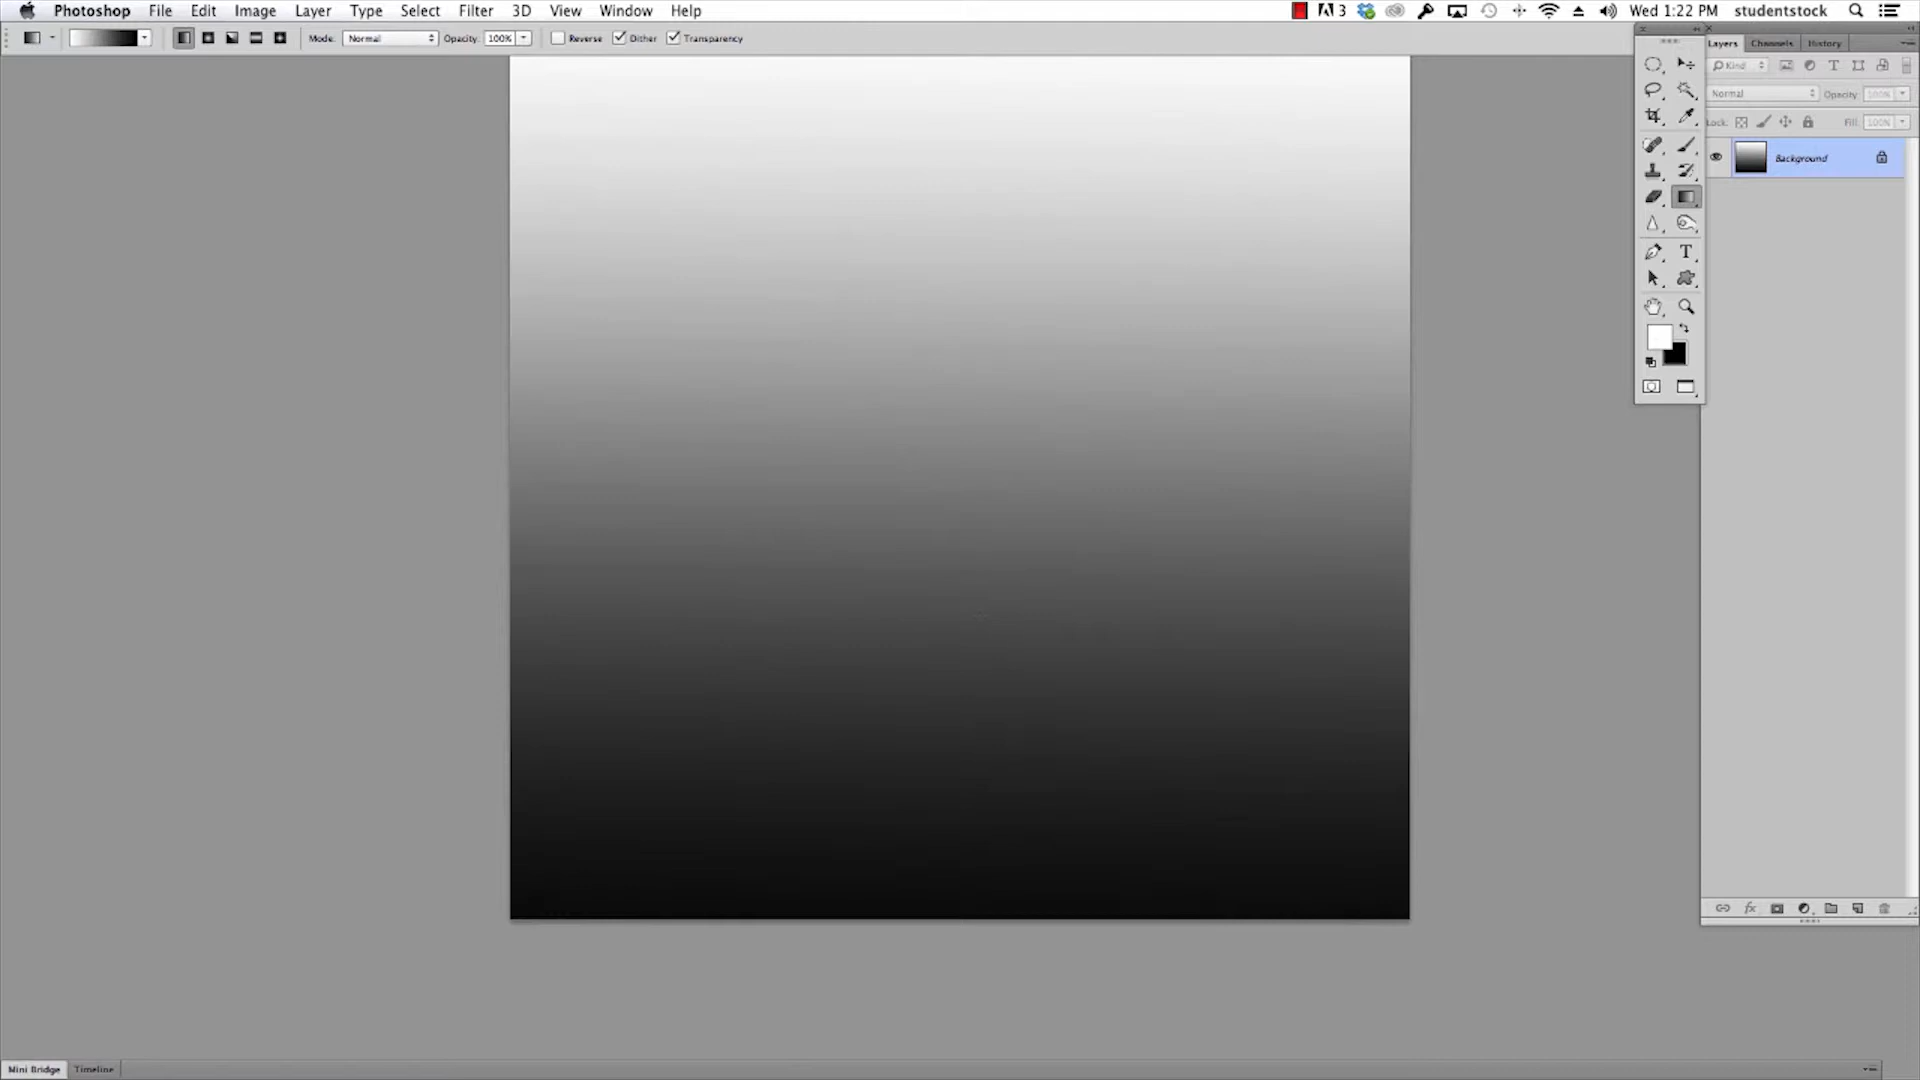 Photoshop File Edit Image Layer Type Select Filter 3D View Window Help 3 Wed 1:22 PM studentstock
Mode: Normal Opacity: 100% Reverse Dither Transparency
Layers Channels History
Kind T
Normal Opacity: 100%
Lock: Fill: 100%
Background
T
fx
Mini Bridge Timeline